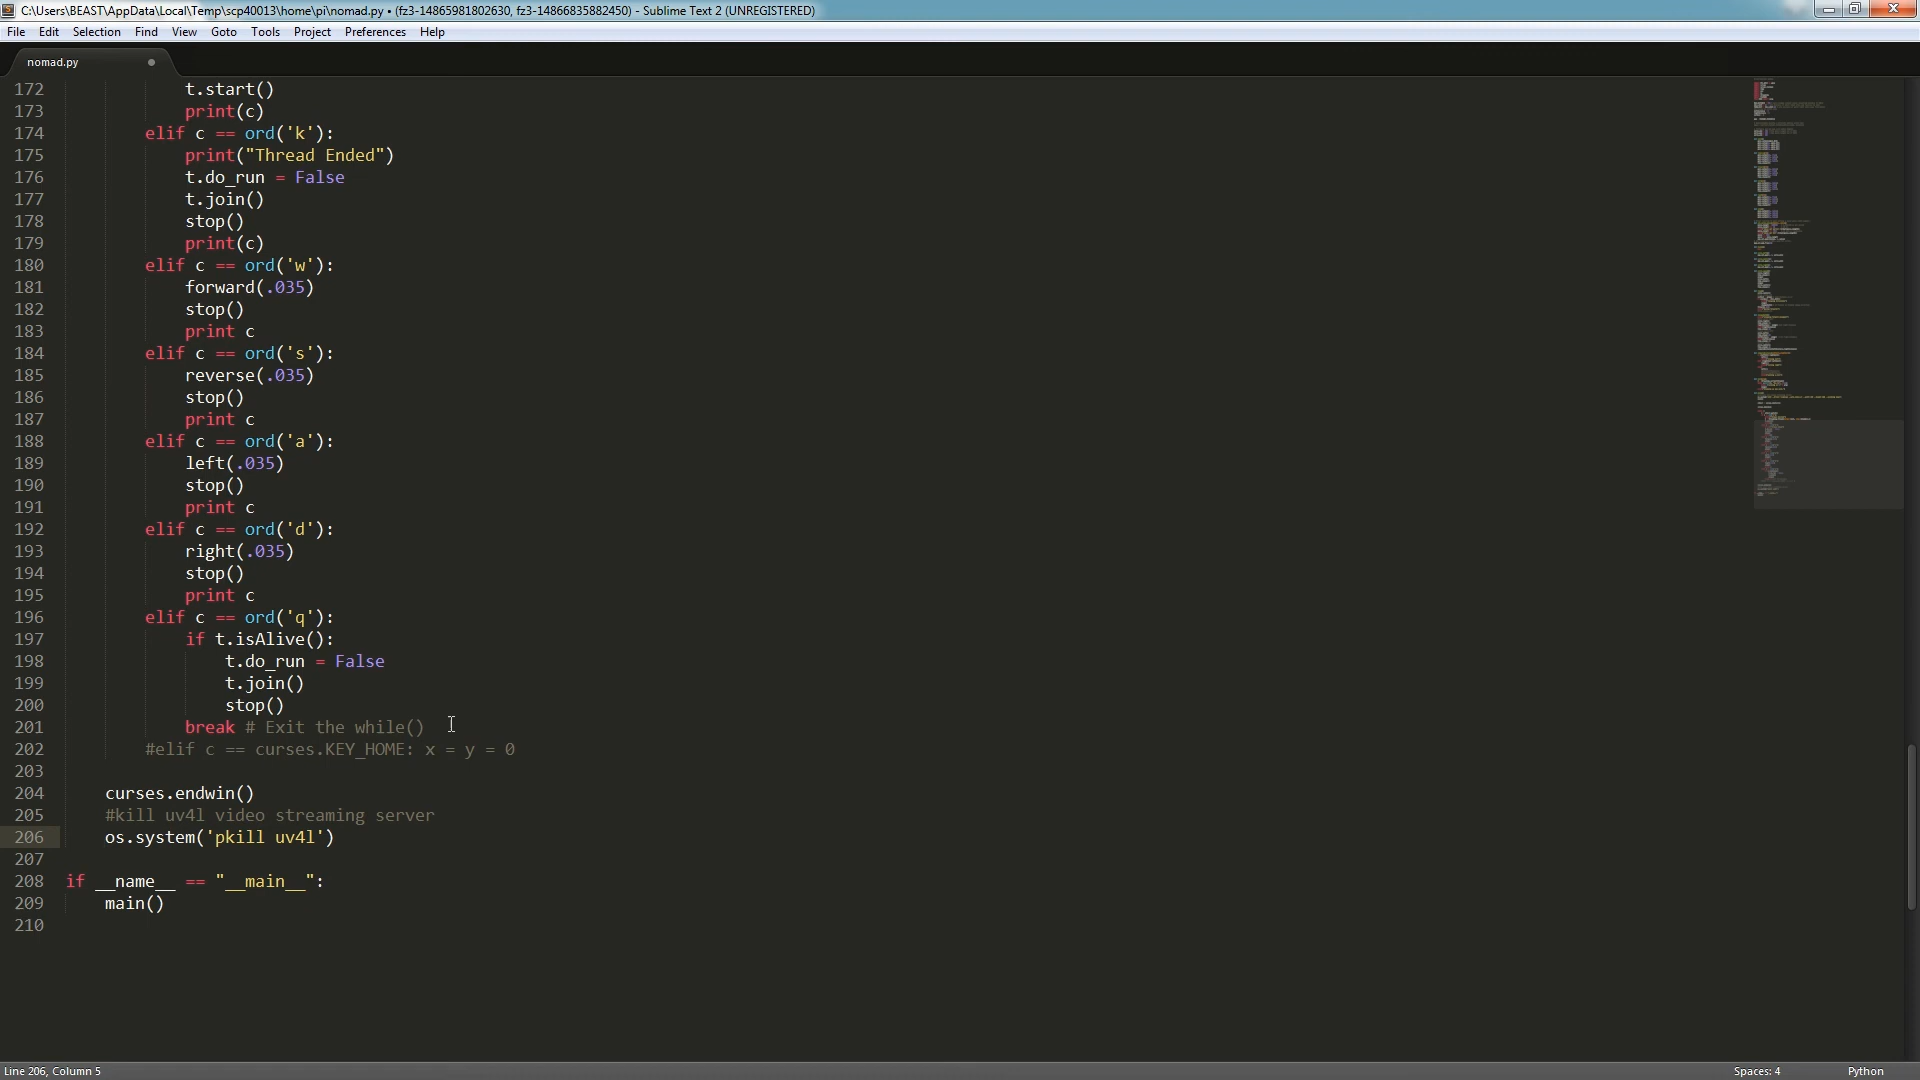 C:\Users\BEAST\AppData\Local\Temp\scp40013\home\pi\nomad.py • (fz3-14865981802630, fz3-14866835882450) - Sublime Text 2 (UNREGISTERED)
File Edit Selection Find View Goto Tools Project Preferences Help
nomad.py
172 t.start()
173 print(c)
174 elif c == ord('k'):
175 print("Thread Ended")
176 t.do_run = False
177 t.join()
178 stop()
179 print(c)
180 elif c == ord('w'):
181 forward(.035)
182 stop()
183 print c
184 elif c == ord('s'):
185 reverse(.035)
186 stop()
187 print c
188 elif c == ord('a'):
189 left(.035)
190 stop()
191 print c
192 elif c == ord('d'):
193 right(.035)
194 stop()
195 print c
196 elif c == ord('q'):
197 if t.isAlive():
198 t.do_run = False
199 t.join()
200 stop()
201 break # Exit the while()
202 #elif c == curses.KEY_HOME: x = y = 0
203
204 curses.endwin()
205 #kill uv4l video streaming server
206 os.system('pkill uv4l')
207
208 if __name__ == "__main__":
209 main()
210
Line 206, Column 5
Spaces: 4
Python